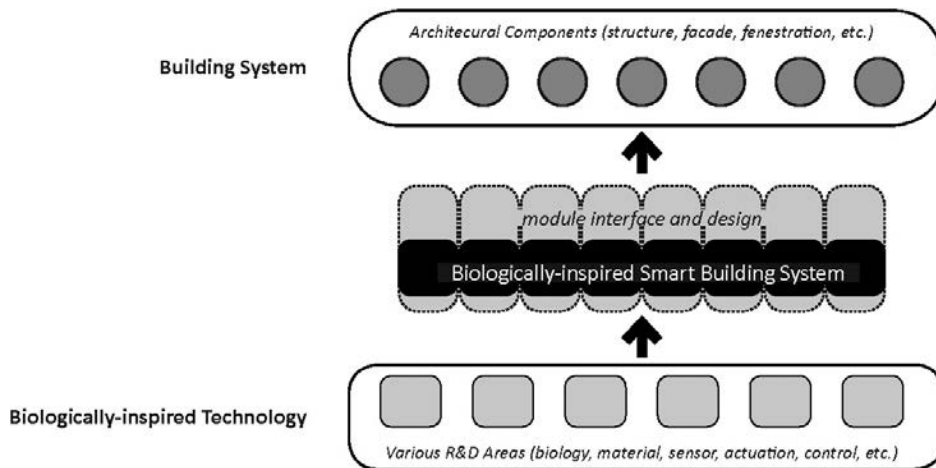 Architecural Components (structure, facade, fenestration, etc.)
Building System
module interface and design
Biologically-inspired Smart Building System
Biologically-inspired Technology
Various R&D Areas (biology, material, sensor, actuation, control, etc.)